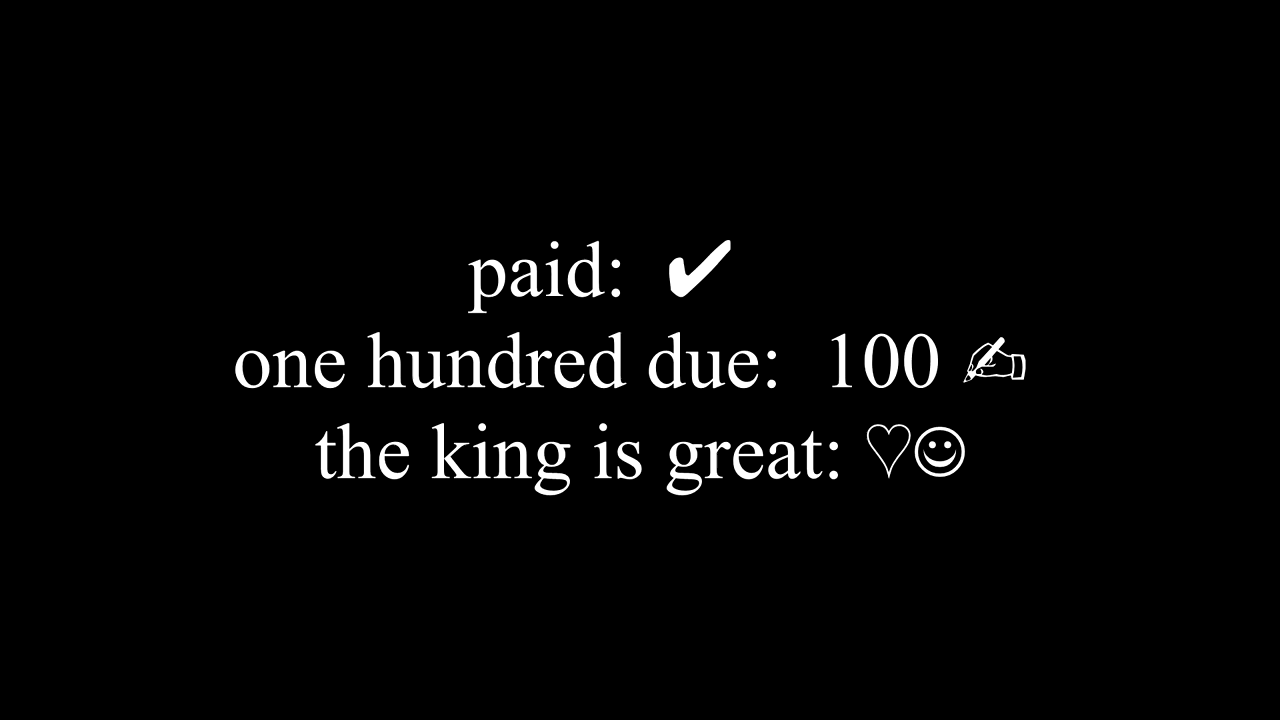 paid:  ✔
one hundred due:  100 ✍
the king is great: ♡☻